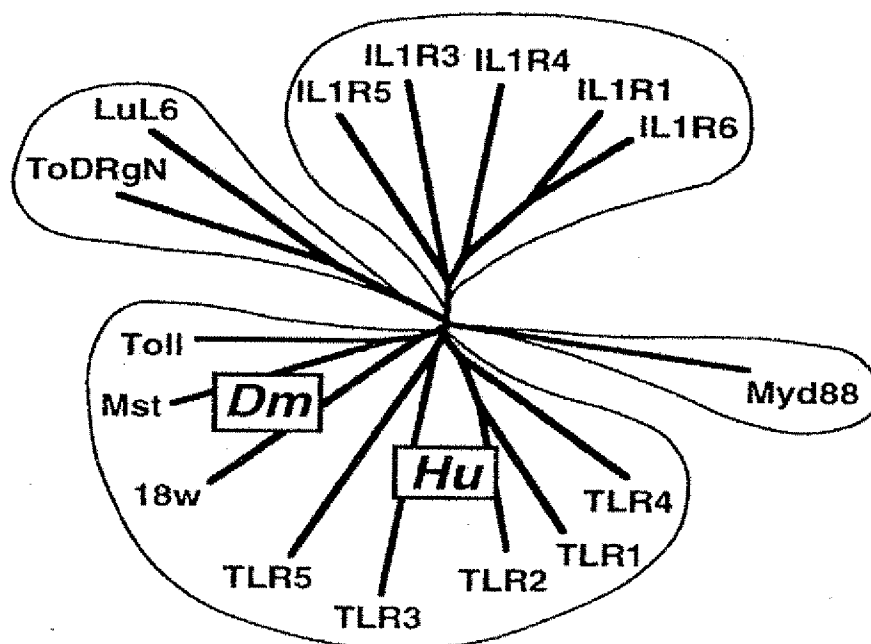 IL1R3
IL1R4
IL1R5
IL1R1
LuL6
IL1R6
ToDRgN
Toll
Myd88
Mst
Dm
Hu
18w
TLR4
TLR5
TLR1
TLR2
TLR3